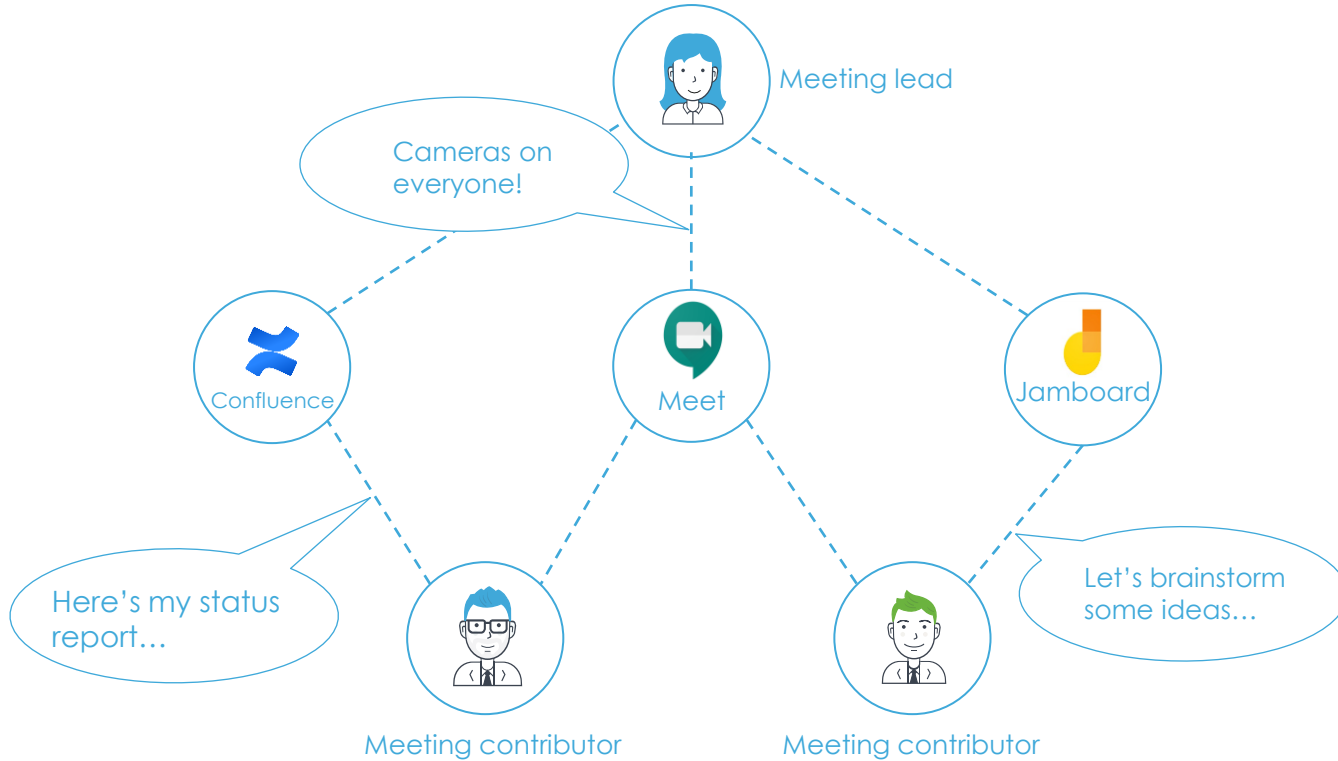 Meeting lead
Cameras on
everyone!
Confluence
Meet
Jamboard
Here’s my status
report…
Let’s brainstorm
some ideas…
Meeting contributor
Meeting contributor